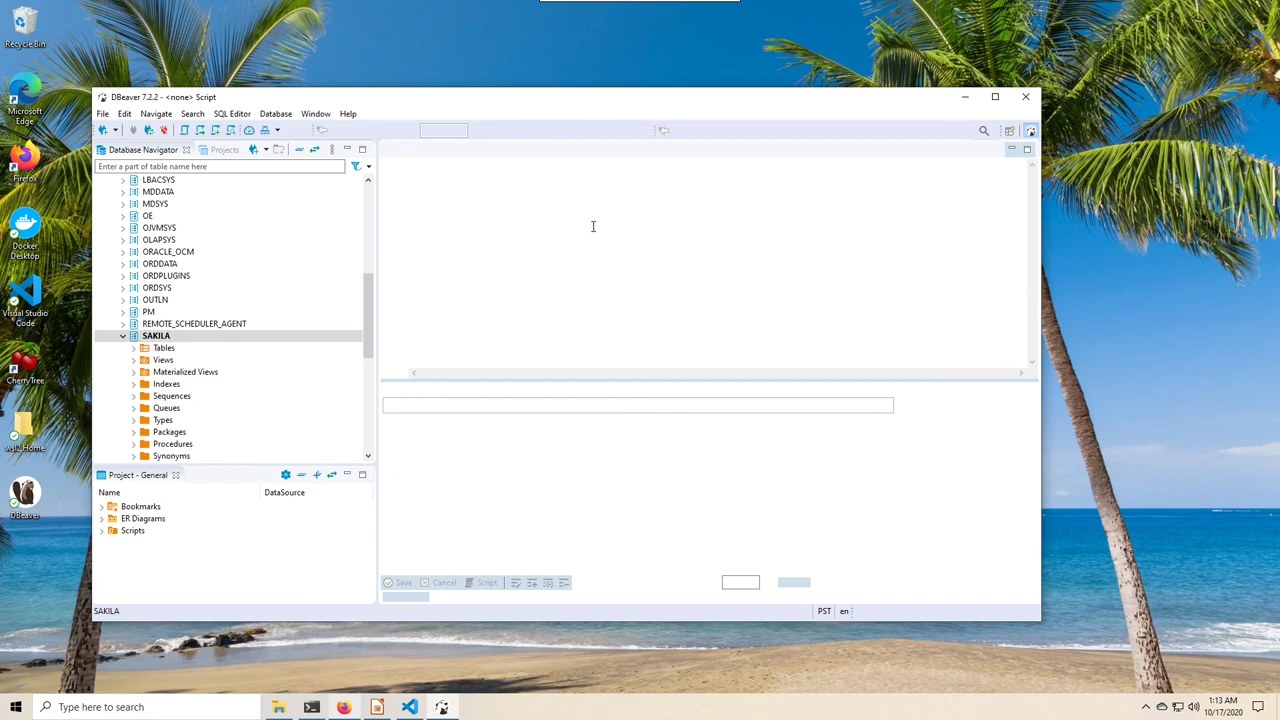 Recycle Bin
Microsoft
Edge
Firefox
Docker
Desktop
Visual Studio
Code
CherryTree
wsl2 Home
DBeaver
DBeaver 7.2.2 - <none> Script
File Edit Navigate Search SQL Editor Database Window Help
Database Navigator Projects
Enter a part of table name here
LBACSYS
MDDATA
MDSYS
OE
OJVMSYS
OLAPSYS
ORACLE_OCM
ORDDATA
ORDPLUGINS
ORDSYS
OUTLN
PM
REMOTE_SCHEDULER_AGENT
SAKILA
Tables
Views
Materialized Views
Indexes
Sequences
Queues
Types
Packages
Procedures
Synonyms
Project - General
Name DataSource
Bookmarks
ER Diagrams
Scripts
Save Cancel Script
SAKILA PST en
Type here to search
1:13 AM
10/17/2020